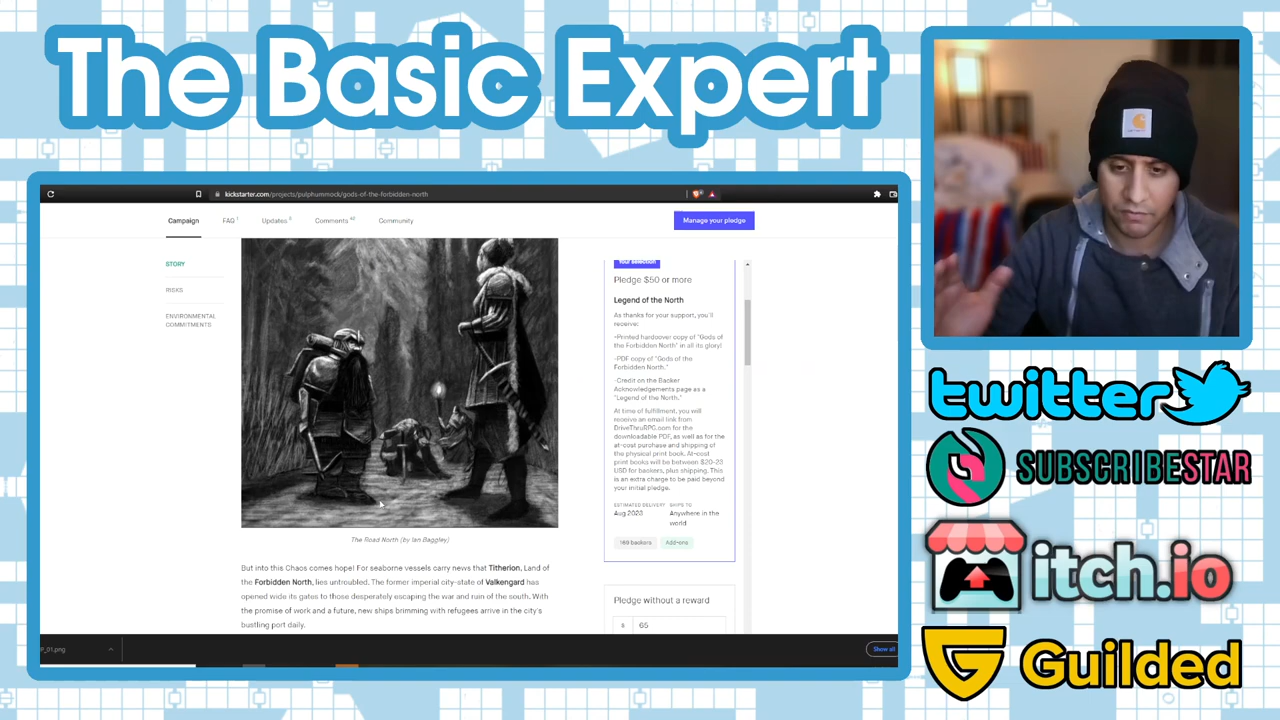 The Basic Expert
kickstarter.com/projects/pulphummock/gods-of-the-forbidden-north
Campaign
FAQ 1
Updates 5
Comments 40
Community
Manage your pledge
STORY
RISKS
ENVIRONMENTAL
COMMITMENTS
The Road North (by Ian Baggley)
But into this Chaos comes hope! For seaborne vessels carry news that Titherion, Land of
the Forbidden North, lies untroubled. The former imperial city-state of Valkengard has
opened wide its gates to those desperately escaping the war and ruin of the south. With
the promise of work and a future, new ships brimming with refugees arrive in the city's
bustling port daily.
Your selection
Pledge $50 or more
Legend of the North
As thanks for your support, you'll
receive:
-Printed hardcover copy of "Gods of
the Forbidden North" in all its glory!
-PDF copy of "Gods of the
Forbidden North."
-Credit on the Backer
Acknowledgements page as a
"Legend of the North."
At time of fulfillment, you will
receive an email link from
DriveThruRPG.com for the
downloadable PDF, as well as for the
at-cost purchase and shipping of
the physical print book. At-cost
print books will be between $20-23
USD for backers, plus shipping. This
is an extra charge to be paid beyond
your initial pledge.
ESTIMATED DELIVERY
Aug 2023
SHIPS TO
Anywhere in the
world
169 backers
Add-ons
Pledge without a reward
$ 65
P_01.png
Show all
twitter
SUBSCRIBESTAR
itch.io
Guilded